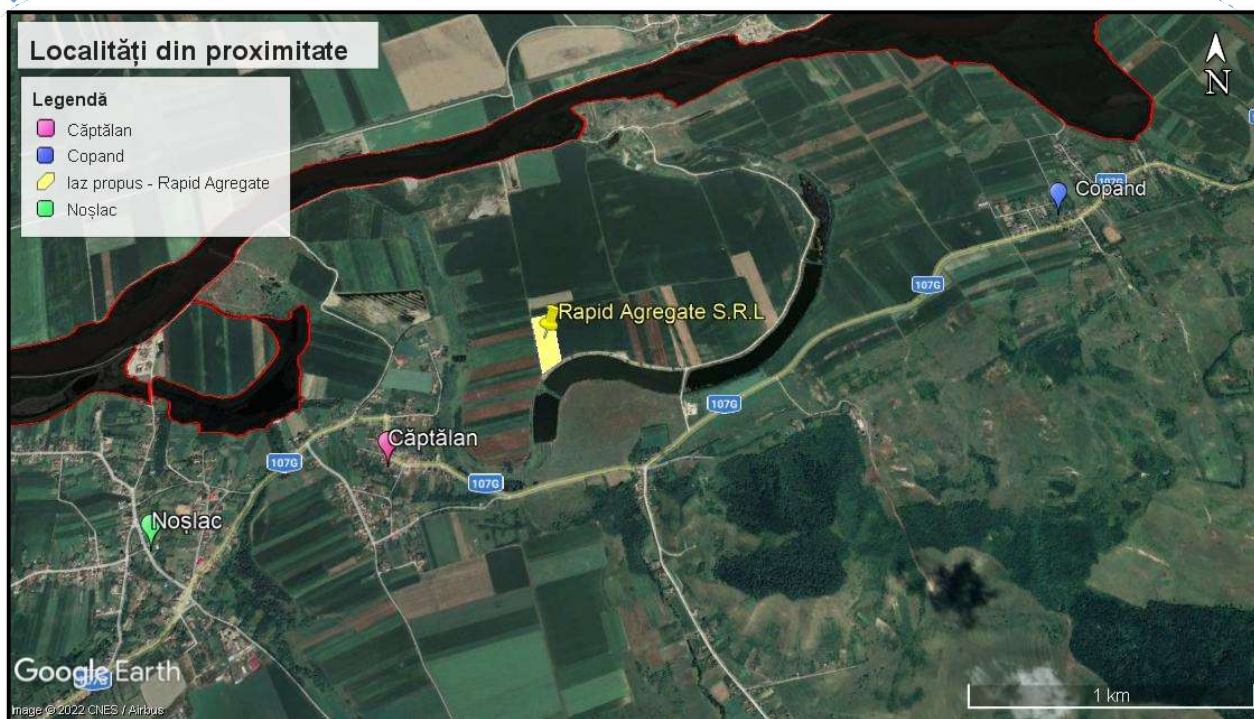 Localități din proximitate
N
Legendă
Căptălan
Copand
Iaz propus - Rapid Agregate
Noșlac
107G
Copand
107G
Rapid Agregate S.R.L
107G
107G
Căptălan
107G
Noșlac
Google Earth
107G
1 km
Image © 2022 CNES / Airbus